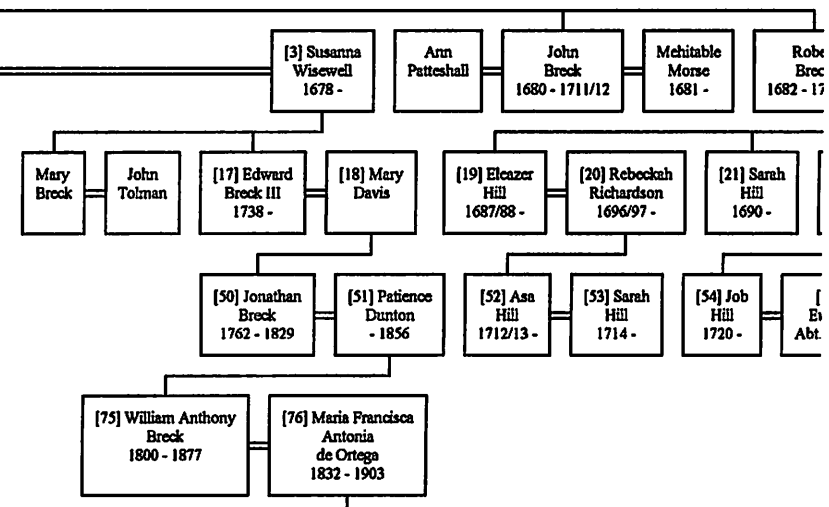 [3] Susanna
Wisewell
1678 -
Ann
Patteshall
John
Breck
1680 - 1711/12
Mehitable
Morse
1681 -
1682 - 17
Mary
Breck
John
Tolman
[17] Edward
Breck III
1738 -
[18] Mary
Davis
[19] Eleazer
Hill
1687/88 -
[20] Rebeckah
Richardson
1696/97 -
[21] Sarah
Hill
1690 -
[50] Jonathan
Breck
1762 - 1829
[51] Patience
Dunton
- 1856
[52] Asa
Hill
1712/13 -
[53] Sarah
Hill
1714 -
[54] Job
Hill
1720 -
[
Abt.
[75] William Anthony
Breck
1800 - 1877
[76] Maria Francisca
Antonia
de Ortega
1832 - 1903